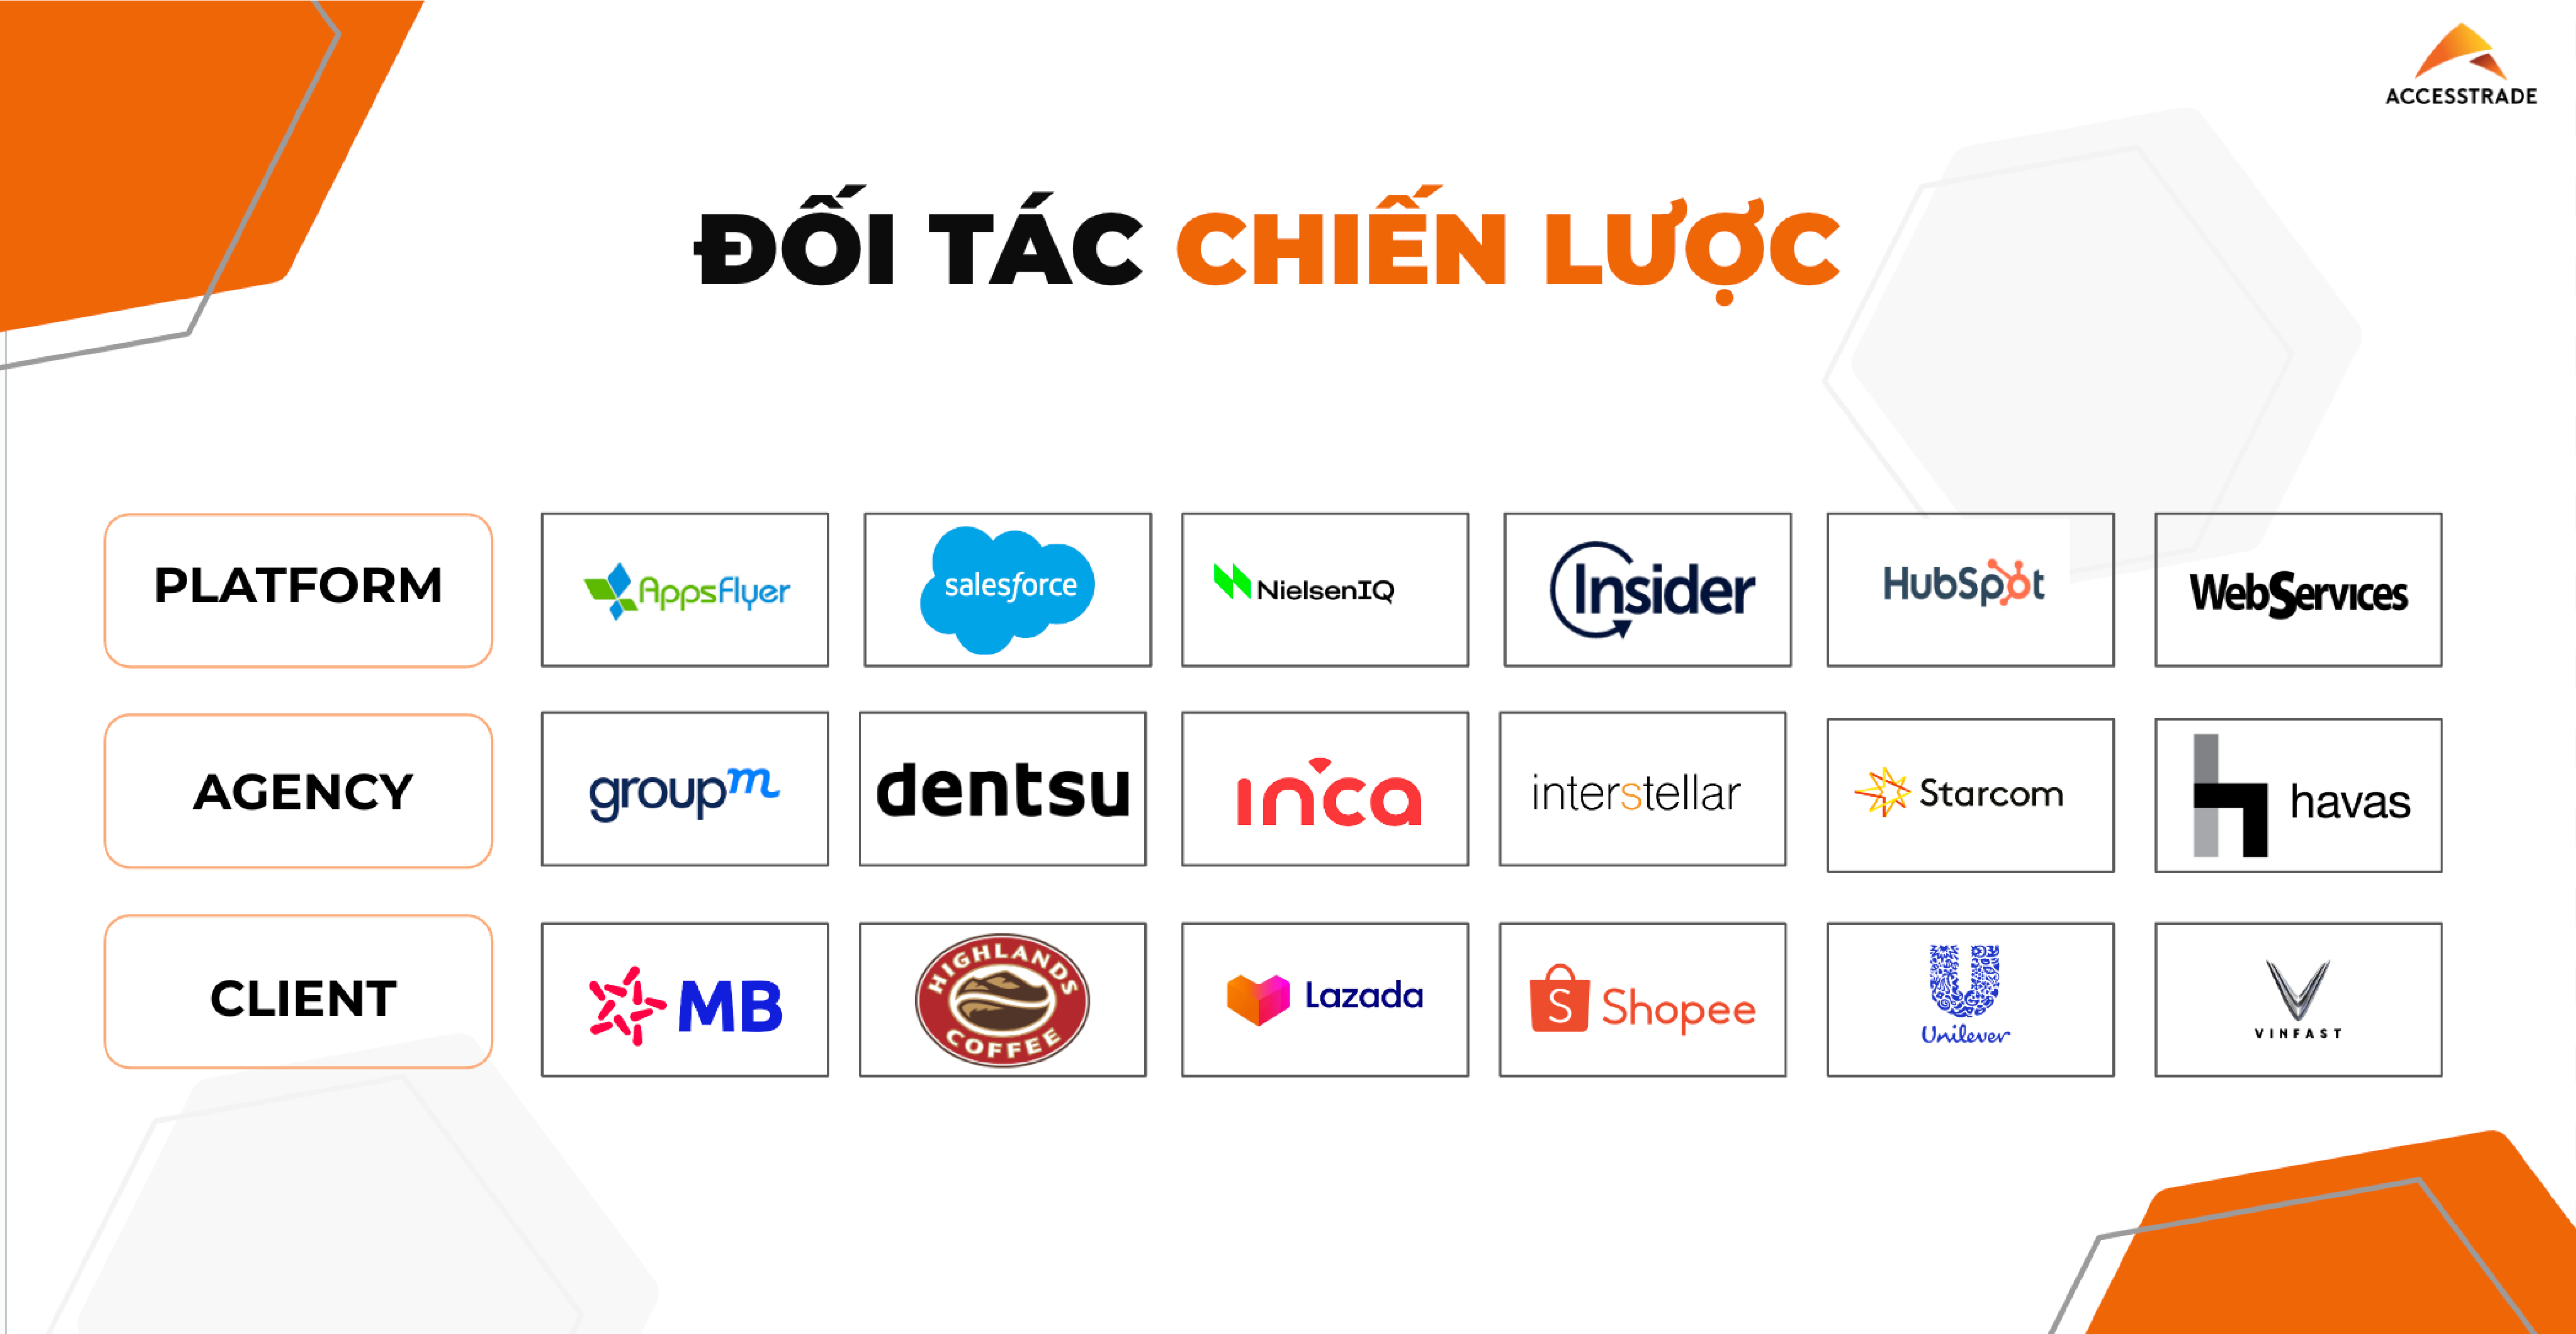 ACCESSTRADE
ĐỐI TÁC CHIẾN LƯỢC
PLATFORM
AppsFlyer
salesforce
NielsenIQ
Insider
HubSpot
WebServices
AGENCY
groupm
dentsu
inca
interstellar
Starcom
havas
CLIENT
MB
HIGHLANDS
COFFEE
Lazada
S
Shopee
Unilever
VINFAST